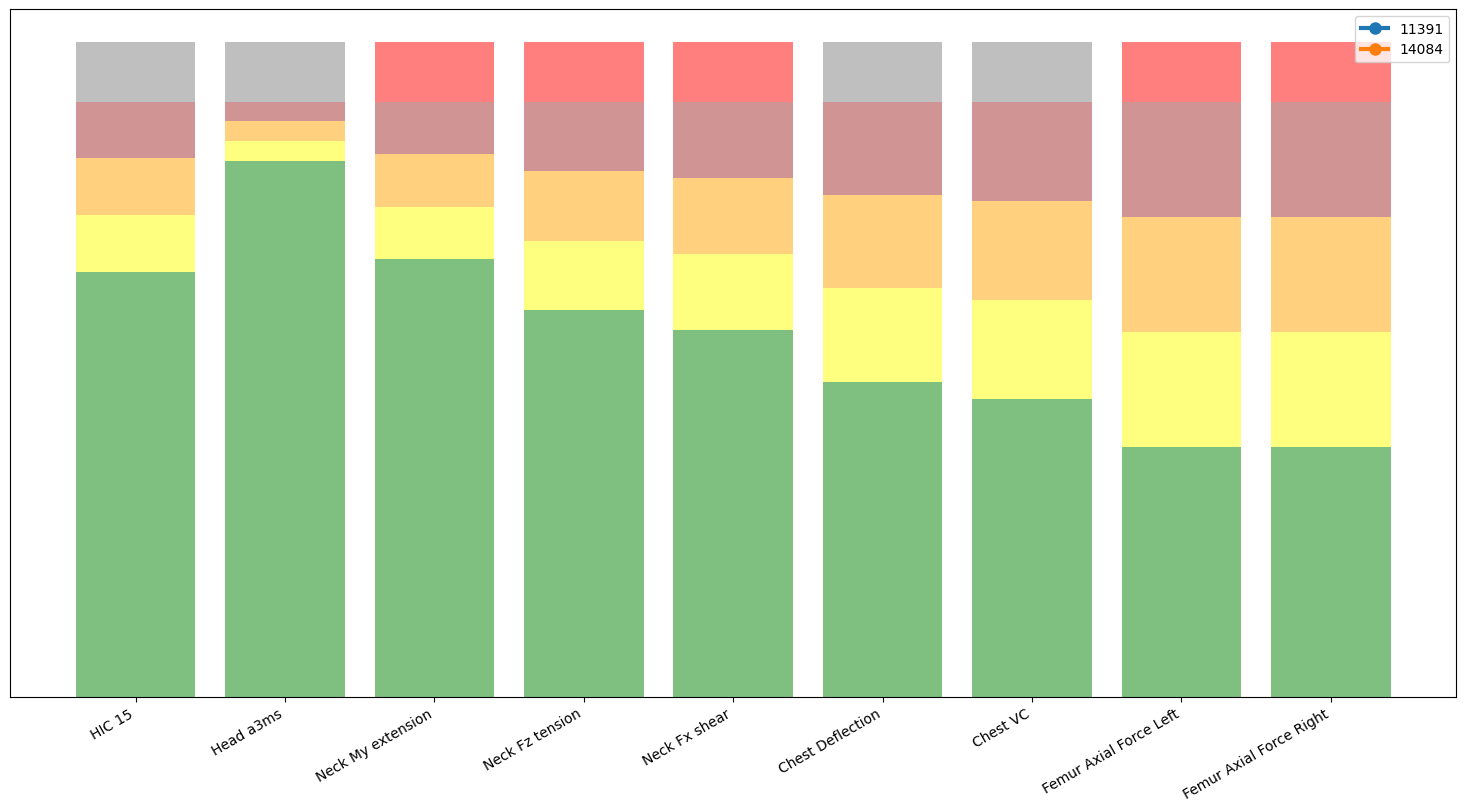 11391
14084
HIC 15
Head a3ms
Neck My extension
Neck Fz tension
Neck Fx shear
Chest Deflection
Chest VC
Femur Axial Force Left
Femur Axial Force Right